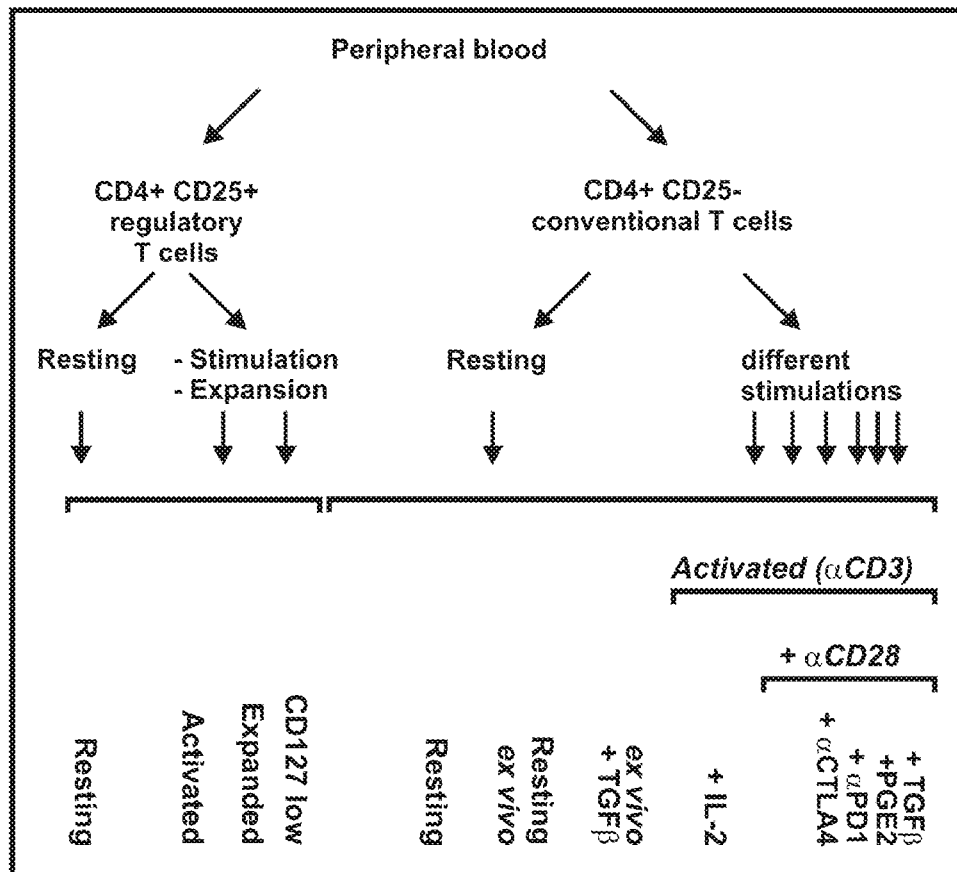 Peripheral blood
CD4+ CD25+
regulatory
T cells
CD4+ CD25-
conventional T cells
Resting
- Stimulation
- Expansion
Resting
different
stimulations
Activated (αCD3)
+ αCD28
Resting
Activated
Expanded
CD127 low
Resting
Resting
ex vivo
ex vivo
+ TGFβ
+ IL-2
+ αCTLA4
+ αPD1
+PGE2
+ TGFβ